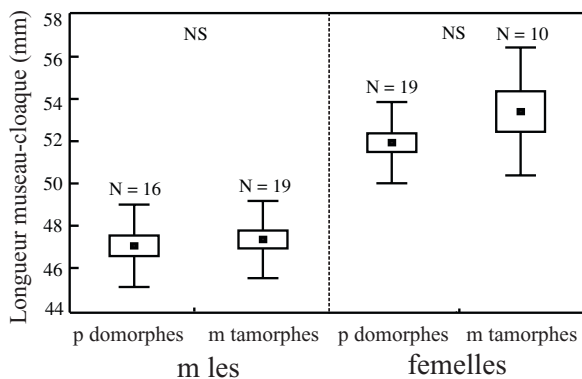 58
56
54
52
50
48
46
44
Longueur museau-cloaque (mm)
NS
NS
N = 16
N = 19
N = 19
N = 10
p domorphes
m tamorphes
p domorphes
m tamorphes
m les
femelles